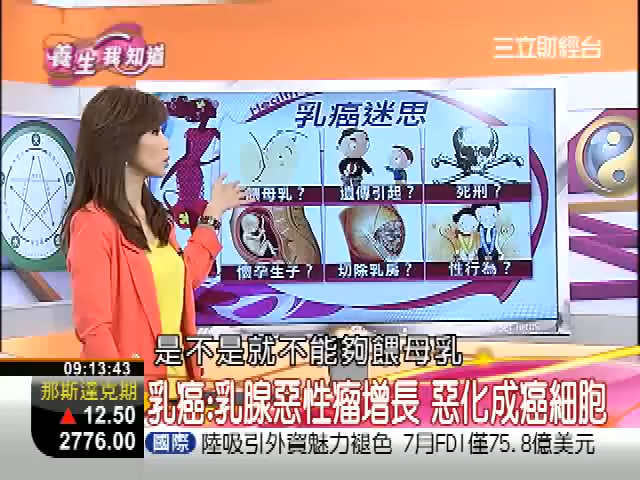 養生我知道
三立財經台
Health
乳癌迷思
餵母乳？
遺傳引起？
死刑？
懷孕生子？
切除乳房？
性行為？
是不是就不能夠餵母乳
09:13:43
那斯達克期
▲ 12.50
2776.00
乳癌:乳腺惡性瘤增長 惡化成癌細胞
國際 陸吸引外資魅力褪色 7月FDI僅75.8億美元